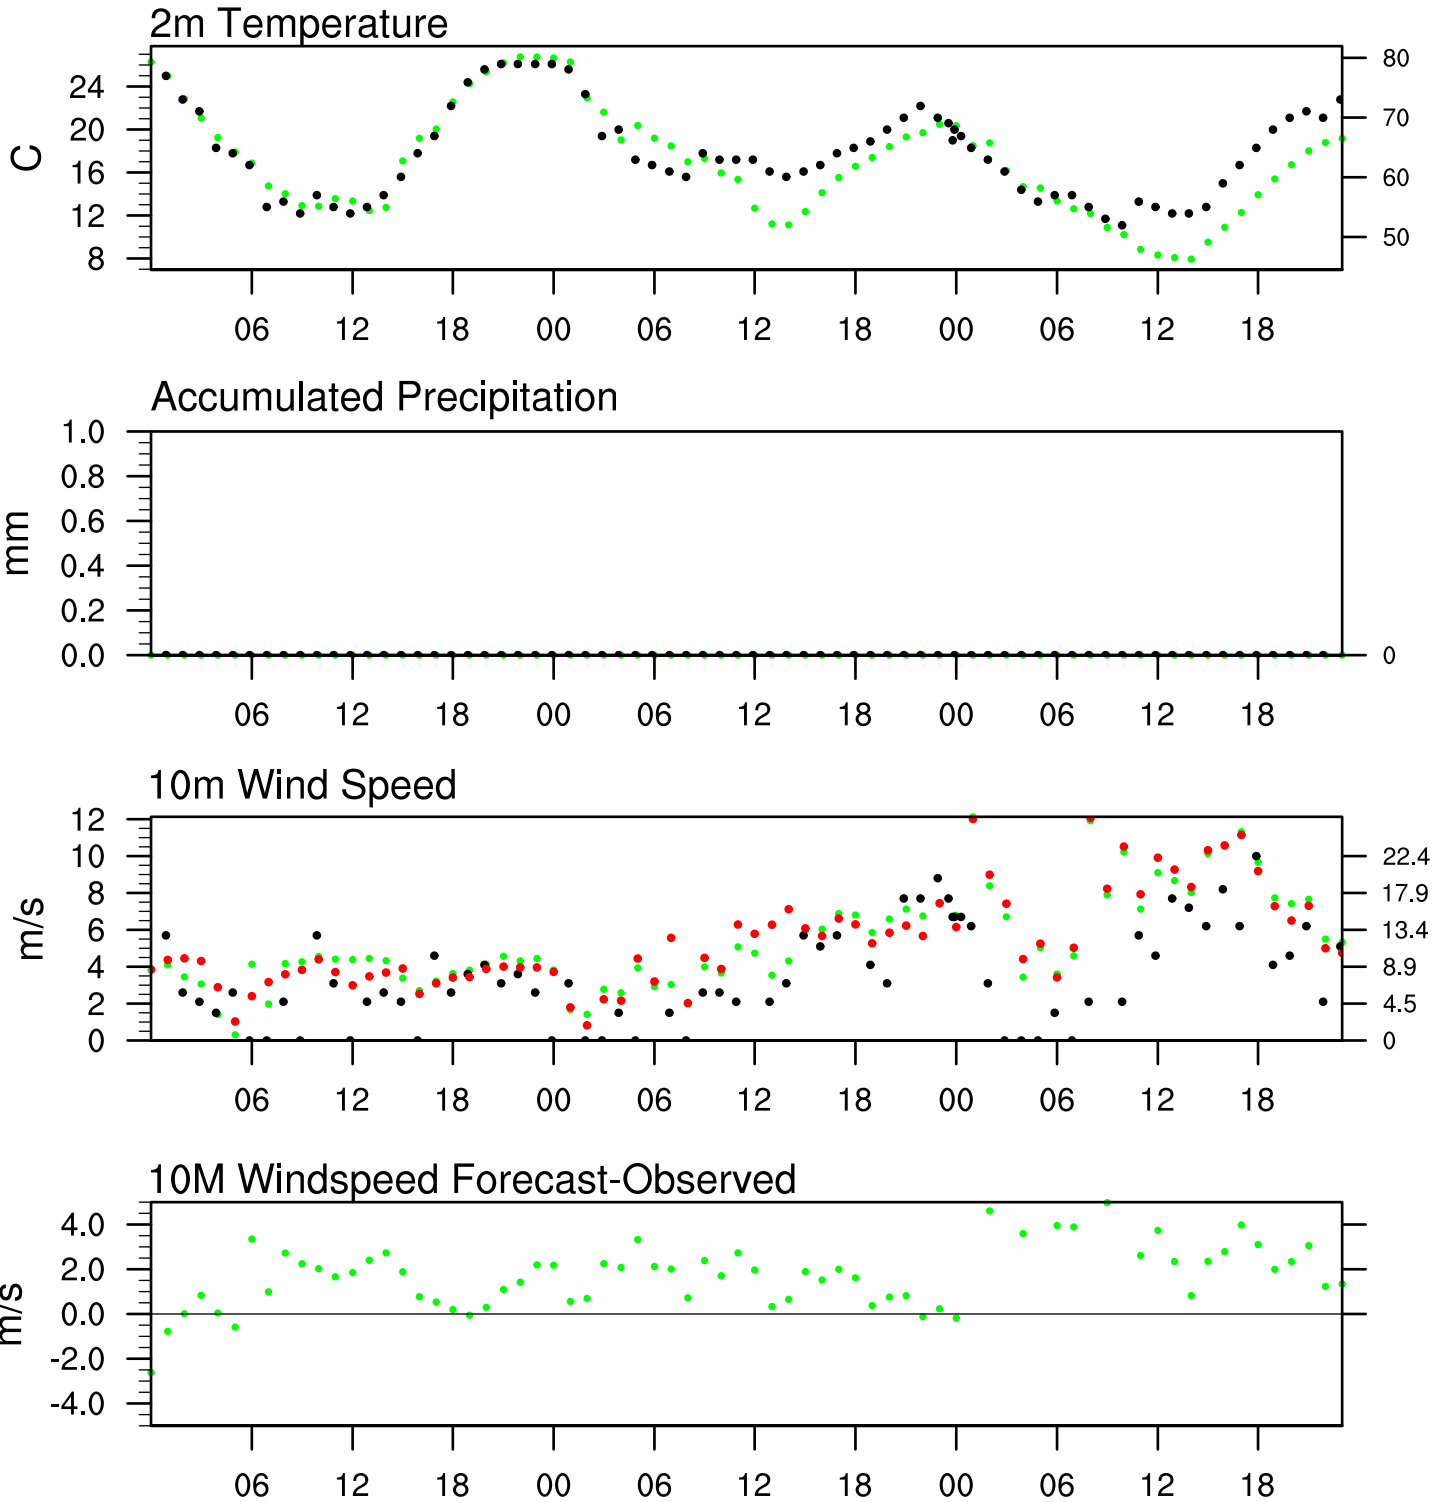 2m Temperature
C
24
20
16
12
8
80
70
60
50
06 12 18 00 06 12 18 00 06 12 18
Accumulated Precipitation
mm
1.0
0.8
0.6
0.4
0.2
0.0
0
06 12 18 00 06 12 18 00 06 12 18
10m Wind Speed
m/s
12
10
8
6
4
2
0
22.4
17.9
13.4
8.9
4.5
0
06 12 18 00 06 12 18 00 06 12 18
10M Windspeed Forecast-Observed
m/s
4.0
2.0
0.0
-2.0
-4.0
06 12 18 00 06 12 18 00 06 12 18